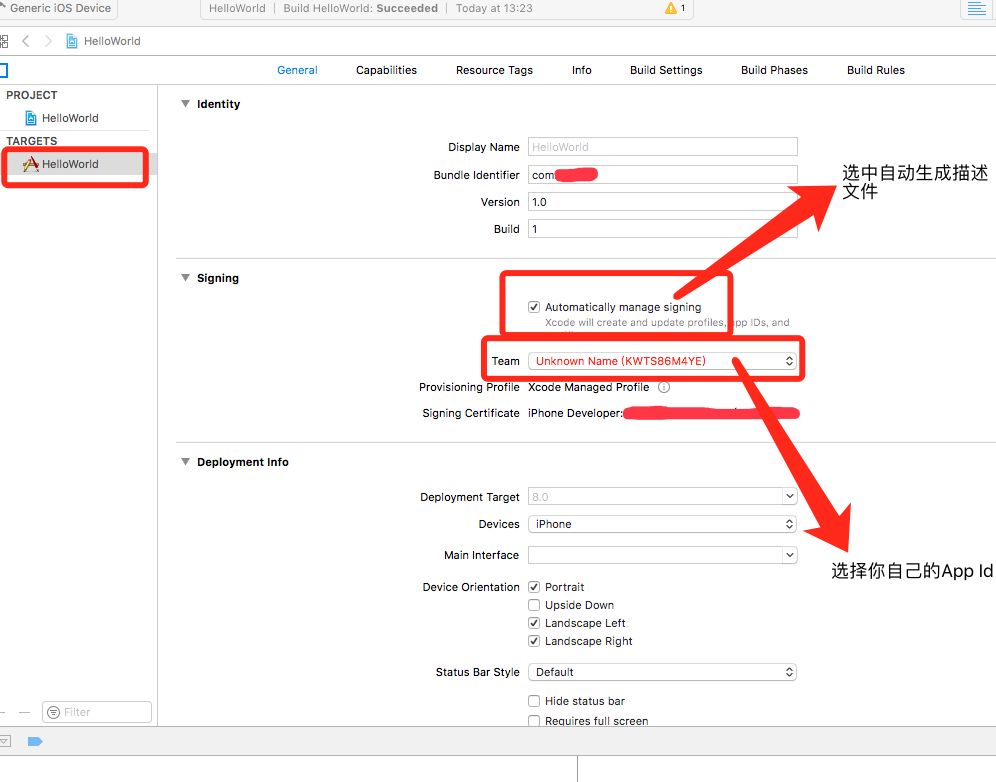 Generic iOS Device
HelloWorld | Build HelloWorld: Succeeded | Today at 13:23
1
HelloWorld
General Capabilities Resource Tags Info Build Settings Build Phases Build Rules
PROJECT
HelloWorld
TARGETS
HelloWorld
Identity
Display Name HelloWorld
Bundle Identifier com
Version 1.0
Build 1
选中自动生成描述
文件
Signing
Automatically manage signing
Xcode will create and update profiles, app IDs, and
Team Unknown Name (KWTS86M4YE)
Provisioning Profile Xcode Managed Profile
Signing Certificate iPhone Developer:
Deployment Info
Deployment Target 8.0
Devices iPhone
Main Interface
选择你自己的App Id
Device Orientation Portrait
Upside Down
Landscape Left
Landscape Right
Status Bar Style Default
Hide status bar
Requires full screen
Filter